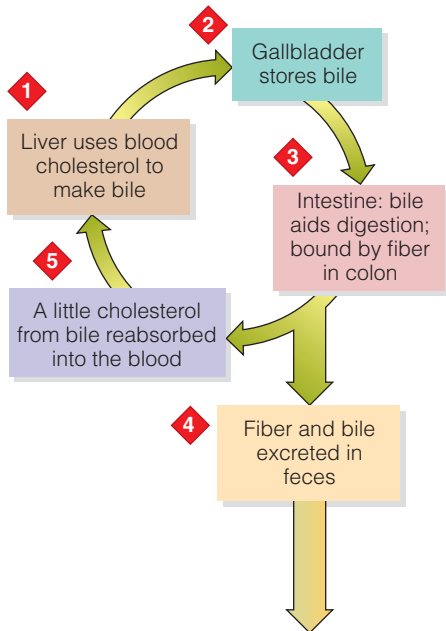 1
Liver uses blood
cholesterol to
make bile
2
Gallbladder
stores bile
3
Intestine: bile
aids digestion;
bound by fiber
in colon
4
Fiber and bile
excreted in
feces
5
A little cholesterol
from bile reabsorbed
into the blood